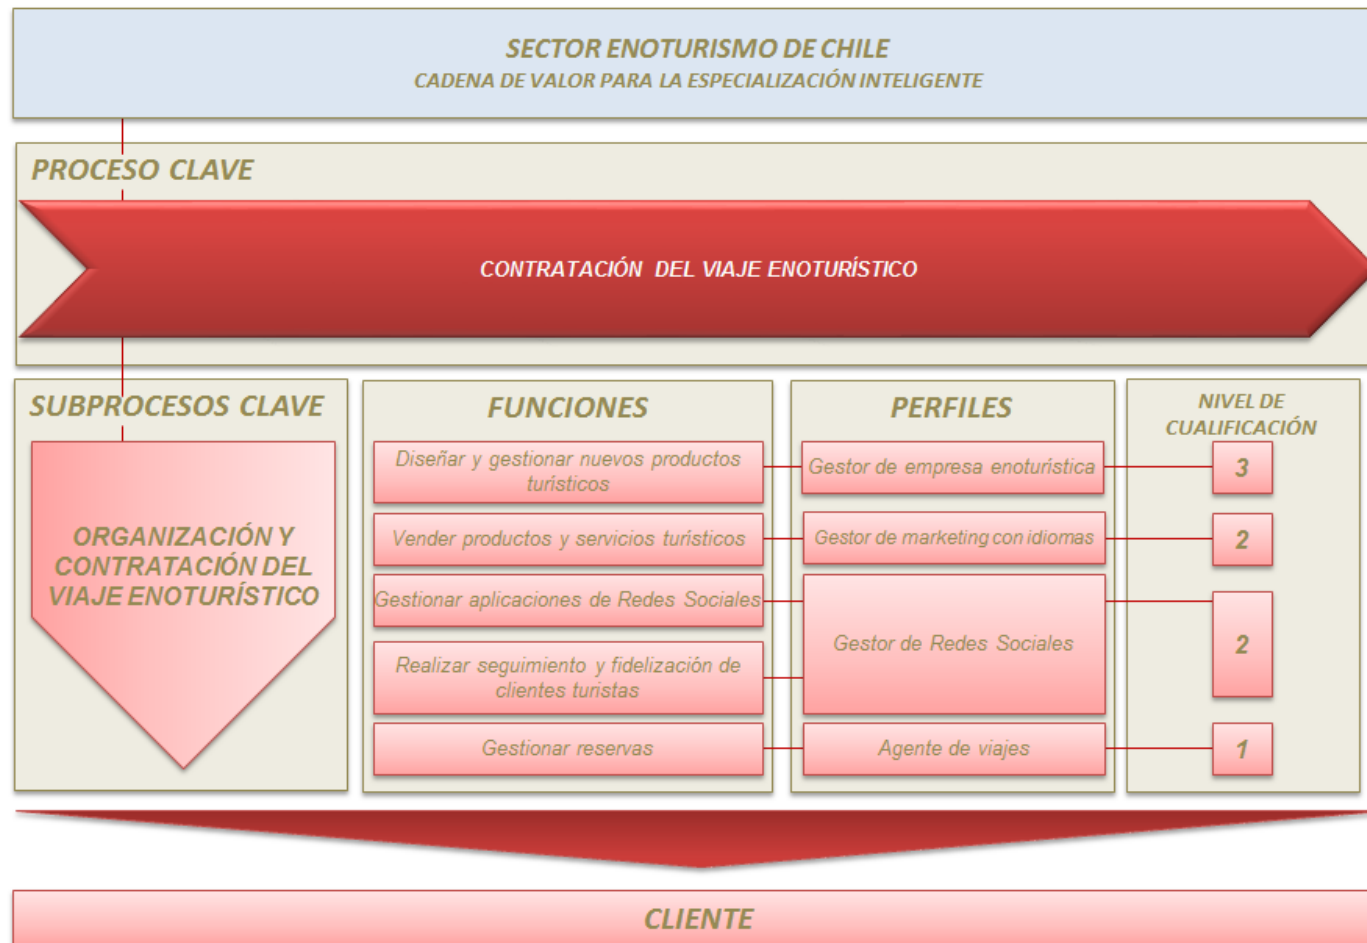 SECTOR ENOTURISMO DE CHILE
CADENA DE VALOR PARA LA ESPECIALIZACIÓN INTELIGENTE
PROCESO CLAVE
CONTRATACIÓN DEL VIAJE ENOTURÍSTICO
SUBPROCESOS CLAVE
ORGANIZACIÓN Y
CONTRATACIÓN DEL
VIAJE ENOTURÍSTICO
FUNCIONES
Diseñar y gestionar nuevos productos
turísticos
Vender productos y servicios turísticos
Gestionar aplicaciones de Redes Sociales
Realizar seguimiento y fidelización de
clientes turistas
Gestionar reservas
PERFILES
Gestor de empresa enoturística
Gestor de marketing con idiomas
Gestor de Redes Sociales
Agente de viajes
NIVEL DE
CUALIFICACIÓN
3
2
2
1
CLIENTE